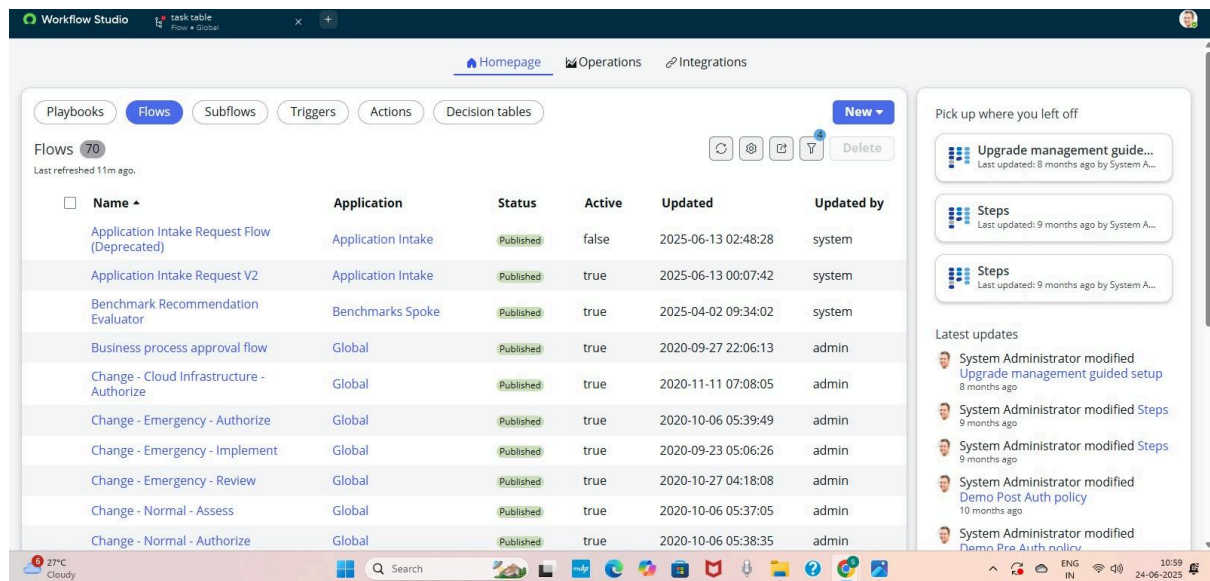 Workflow Studio
task table
Flow • Global
Homepage Operations Integrations
Playbooks Flows Subflows Triggers Actions Decision tables New
Flows 70
4
Delete
Last refreshed 11m ago.
Name Application Status Active Updated Updated by
Application Intake Request Flow
(Deprecated) Application Intake Published false 2025-06-13 02:48:28 system
Application Intake Request V2 Application Intake Published true 2025-06-13 00:07:42 system
Benchmark Recommendation
Evaluator Benchmarks Spoke Published true 2025-04-02 09:34:02 system
Business process approval flow Global Published true 2020-09-27 22:06:13 admin
Change - Cloud Infrastructure -
Authorize Global Published true 2020-11-11 07:08:05 admin
Change - Emergency - Authorize Global Published true 2020-10-06 05:39:49 admin
Change - Emergency - Implement Global Published true 2020-09-23 05:06:26 admin
Change - Emergency - Review Global Published true 2020-10-27 04:18:08 admin
Change - Normal - Assess Global Published true 2020-10-06 05:37:05 admin
Change - Normal - Authorize Global Published true 2020-10-06 05:38:35 admin
Pick up where you left off
Upgrade management guide...
Last updated: 8 months ago by System A...
Steps
Last updated: 9 months ago by System A...
Steps
Last updated: 9 months ago by System A...
Latest updates
System Administrator modified
Upgrade management guided setup
8 months ago
System Administrator modified Steps
9 months ago
System Administrator modified Steps
9 months ago
System Administrator modified
Demo Post Auth policy
10 months ago
System Administrator modified
Demo Pre Auth policy
6
27°C
Cloudy
Search
ENG
IN
10:59
24-06-2025